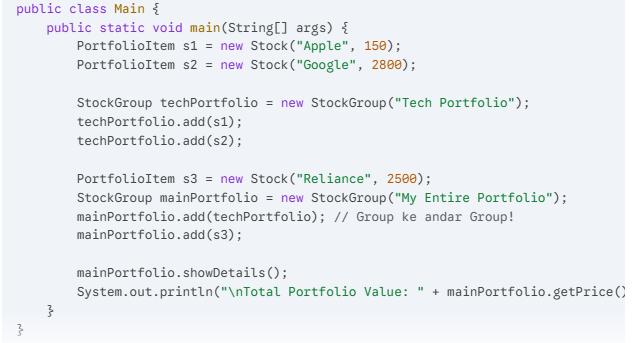 public class Main {
    public static void main(String[] args) {
        PortfolioItem s1 = new Stock("Apple", 150);
        PortfolioItem s2 = new Stock("Google", 2800);

        StockGroup techPortfolio = new StockGroup("Tech Portfolio");
        techPortfolio.add(s1);
        techPortfolio.add(s2);

        PortfolioItem s3 = new Stock("Reliance", 2500);
        StockGroup mainPortfolio = new StockGroup("My Entire Portfolio");
        mainPortfolio.add(techPortfolio); // Group ke andar Group!
        mainPortfolio.add(s3);

        mainPortfolio.showDetails();
        System.out.println("\nTotal Portfolio Value: " + mainPortfolio.getPrice()
    }
}